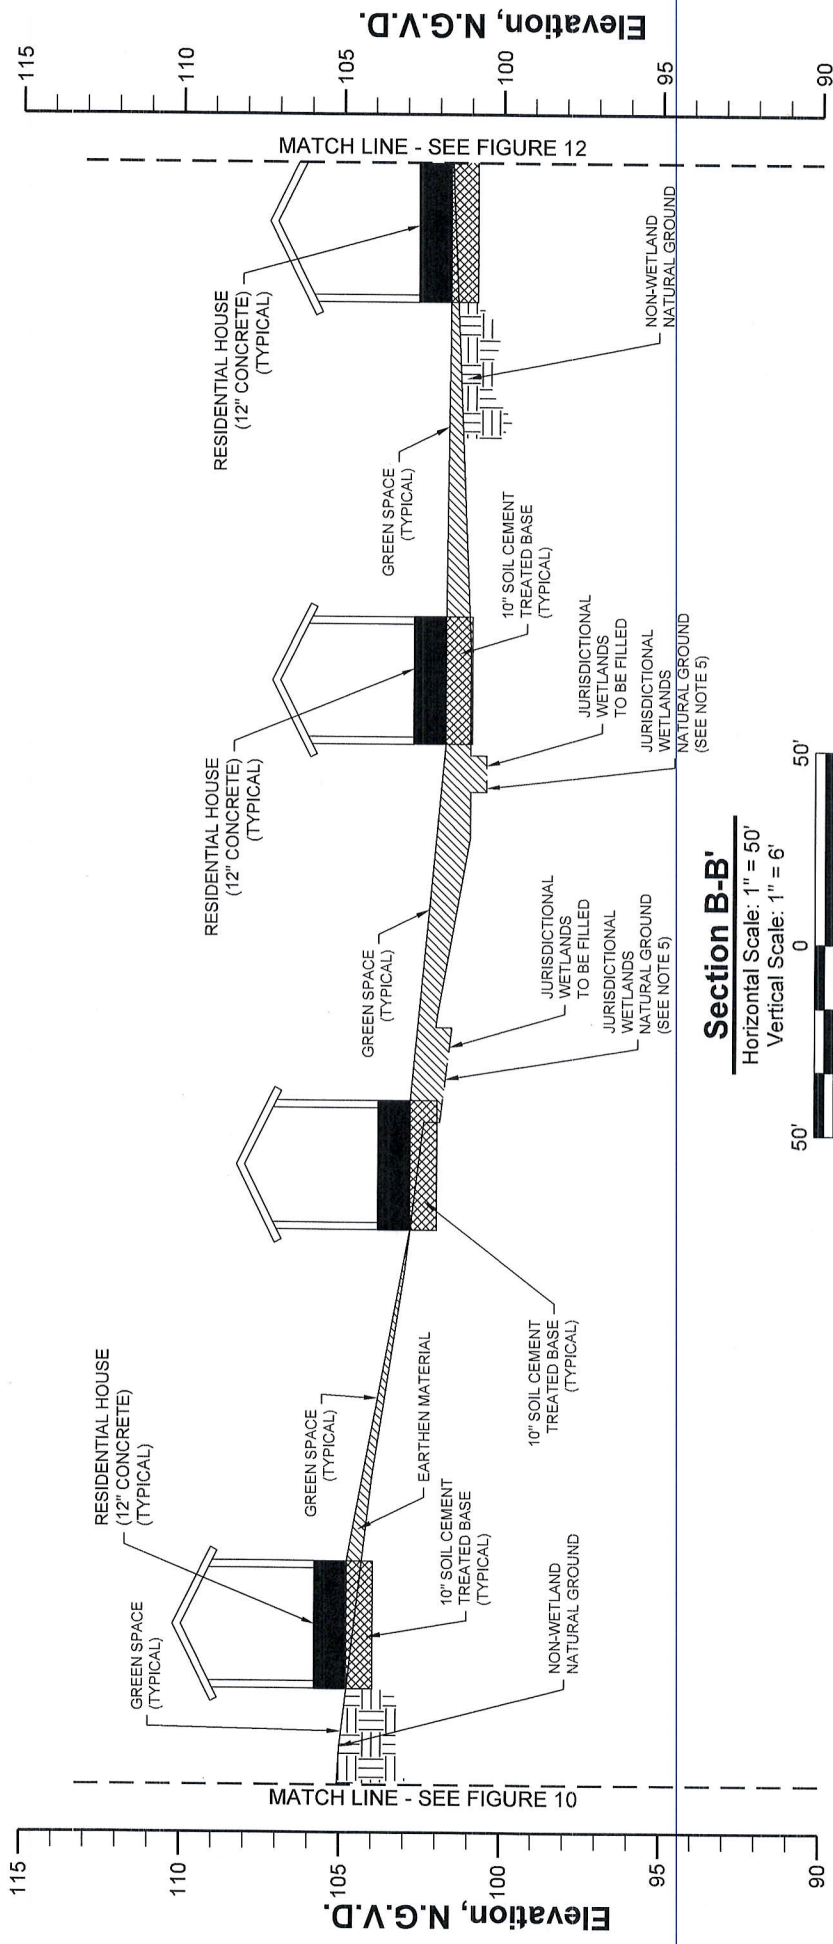 115
110
105
100
95
90
Elevation, N.G.V.D.
MATCH LINE - SEE FIGURE 10
GREEN SPACE
(TYPICAL)
RESIDENTIAL HOUSE
(12" CONCRETE)
(TYPICAL)
NON-WETLAND
NATURAL GROUND
10" SOIL CEMENT
TREATED BASE
(TYPICAL)
EARTHEN MATERIAL
GREEN SPACE
(TYPICAL)
10" SOIL CEMENT
TREATED BASE
(TYPICAL)
GREEN SPACE
(TYPICAL)
JURISDICTIONAL
WETLANDS
TO BE FILLED
JURISDICTIONAL
WETLANDS
NATURAL GROUND
(SEE NOTE 5)
RESIDENTIAL HOUSE
(12" CONCRETE)
(TYPICAL)
JURISDICTIONAL
WETLANDS
TO BE FILLED
JURISDICTIONAL
WETLANDS
NATURAL GROUND
(SEE NOTE 5)
10" SOIL CEMENT
TREATED BASE
(TYPICAL)
GREEN SPACE
(TYPICAL)
RESIDENTIAL HOUSE
(12" CONCRETE)
(TYPICAL)
NON-WETLAND
NATURAL GROUND
MATCH LINE - SEE FIGURE 12
115
110
105
100
95
90
Elevation, N.G.V.D.
Section B-B'
Horizontal Scale: 1" = 50'
Vertical Scale: 1" = 6'
50'
0
50'